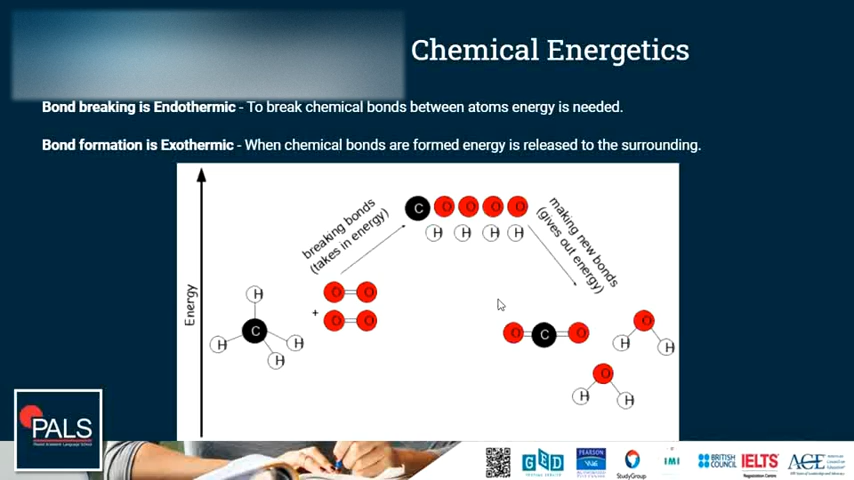 Chemical Energetics
Bond breaking is Endothermic - To break chemical bonds between atoms energy is needed.
Bond formation is Exothermic - When chemical bonds are formed energy is released to the surrounding.
Energy
breaking bonds
(takes in energy)
making new bonds
(gives out energy)
C O O O O
H H H H
H
C
H
H
H
+
O O
O O
O C O
O
H H
O
H H
PALS
GED
PEARSON
StudyGroup
IMI
BRITISH
COUNCIL
IELTS
Registration Centre
ACE